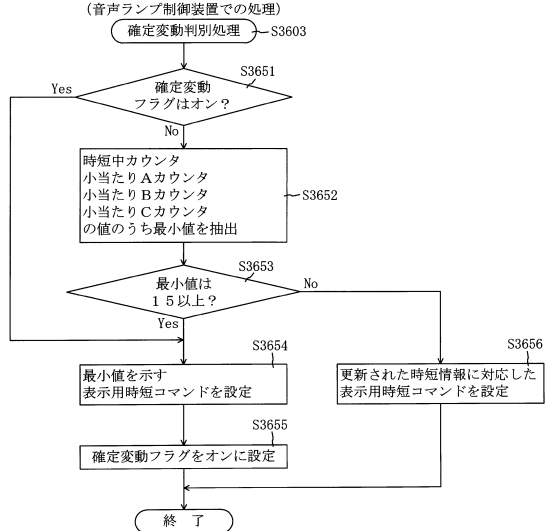 （音声ランプ制御装置での処理）
確定変動判別処理
S3603
S3651
確定変動
フラグはオン？
Yes
No
時短中カウンタ
小当たりＡカウンタ
小当たりＢカウンタ
小当たりＣカウンタ
の値のうち最小値を抽出
S3652
S3653
最小値は
１５以上？
No
Yes
S3654
最小値を示す
表示用時短コマンドを設定
S3656
更新された時短情報に対応した
表示用時短コマンドを設定
S3655
確定変動フラグをオンに設定
終　了